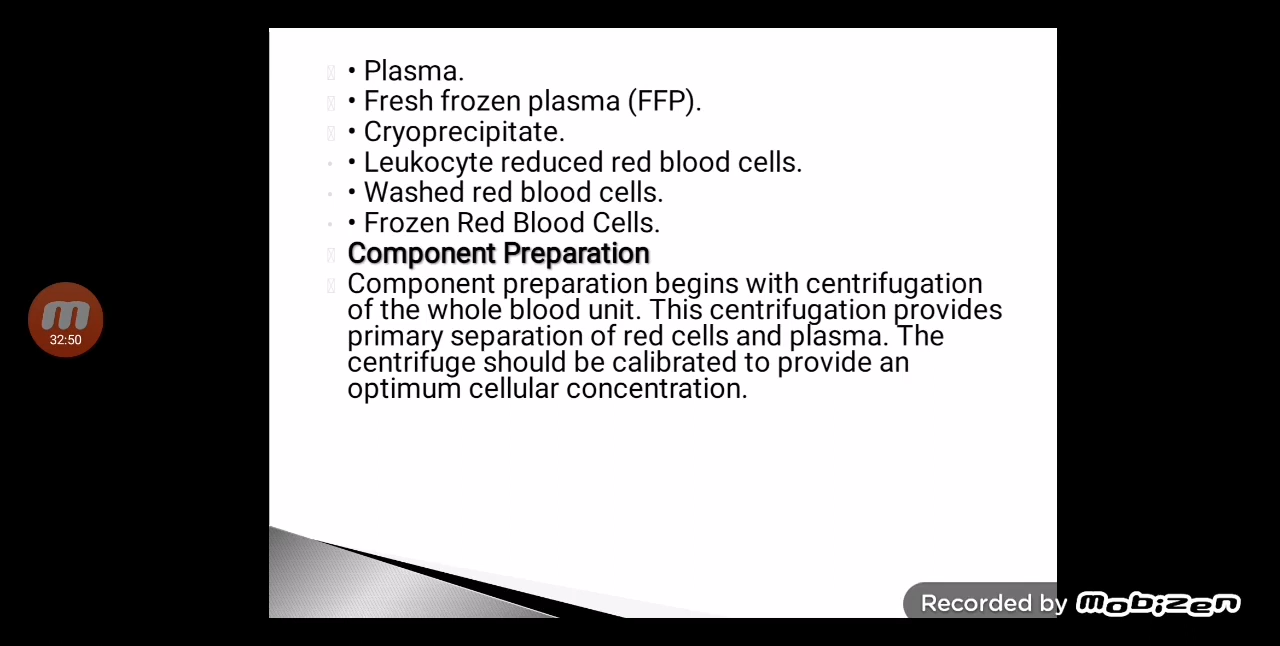 • Plasma.
• Fresh frozen plasma (FFP).
• Cryoprecipitate.
• Leukocyte reduced red blood cells.
• Washed red blood cells.
• Frozen Red Blood Cells.
Component Preparation
Component preparation begins with centrifugation
of the whole blood unit. This centrifugation provides
primary separation of red cells and plasma. The
centrifuge should be calibrated to provide an
optimum cellular concentration.
32:50
Recorded by mobizen